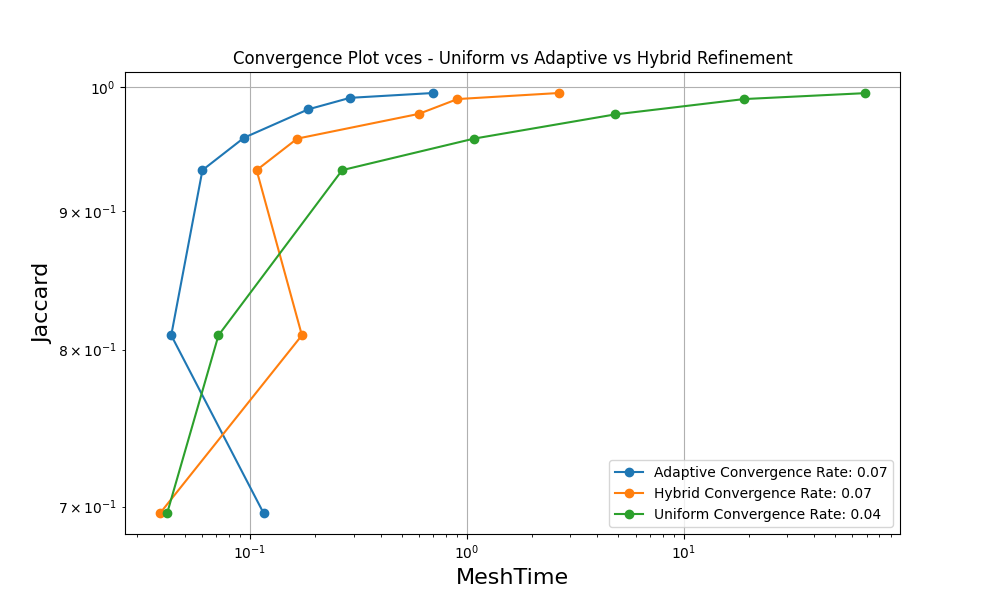 Convergence Plot vces - Uniform vs Adaptive vs Hybrid Refinement
Jaccard
10⁰
9 × 10⁻¹
8 × 10⁻¹
7 × 10⁻¹
Adaptive Convergence Rate: 0.07
Hybrid Convergence Rate: 0.07
Uniform Convergence Rate: 0.04
10⁻¹
10⁰
10¹
MeshTime